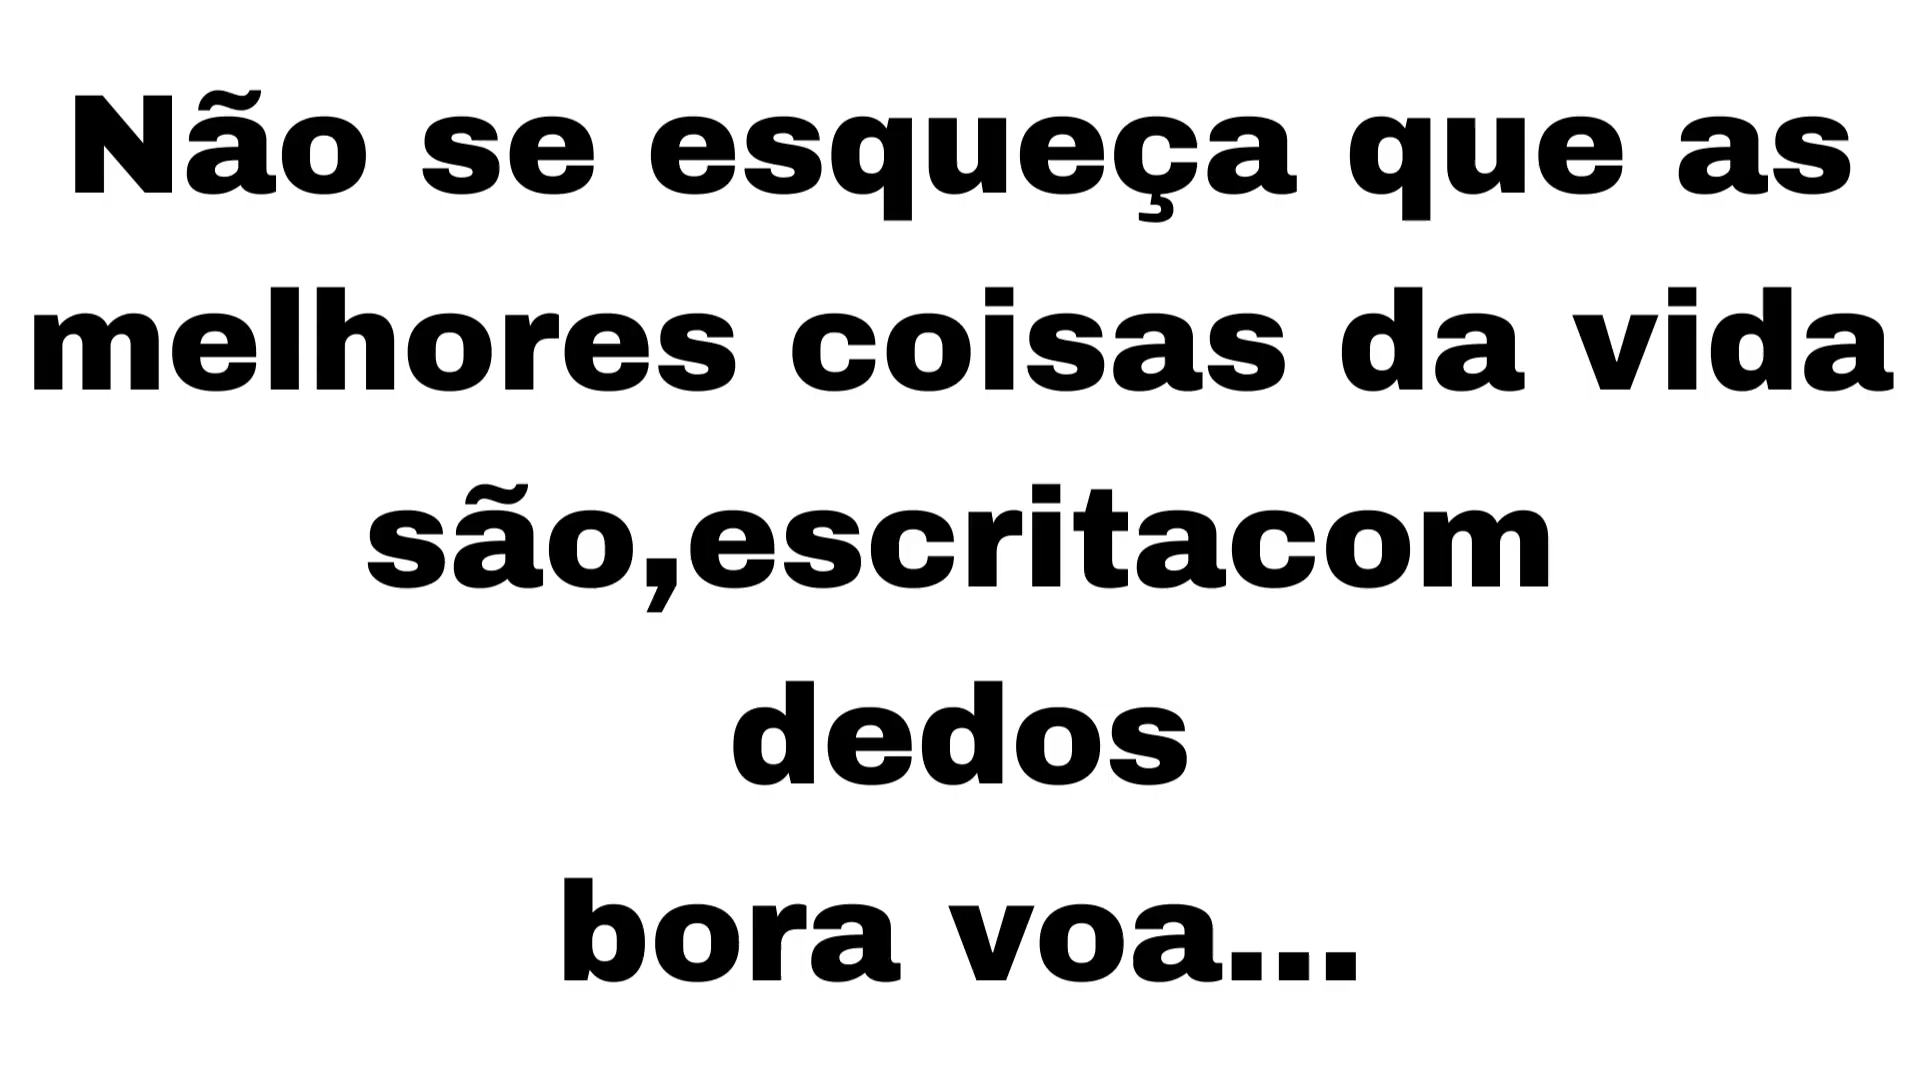 Não se esqueça que as
melhores coisas da vida
são,escritacom
dedos
bora voa...